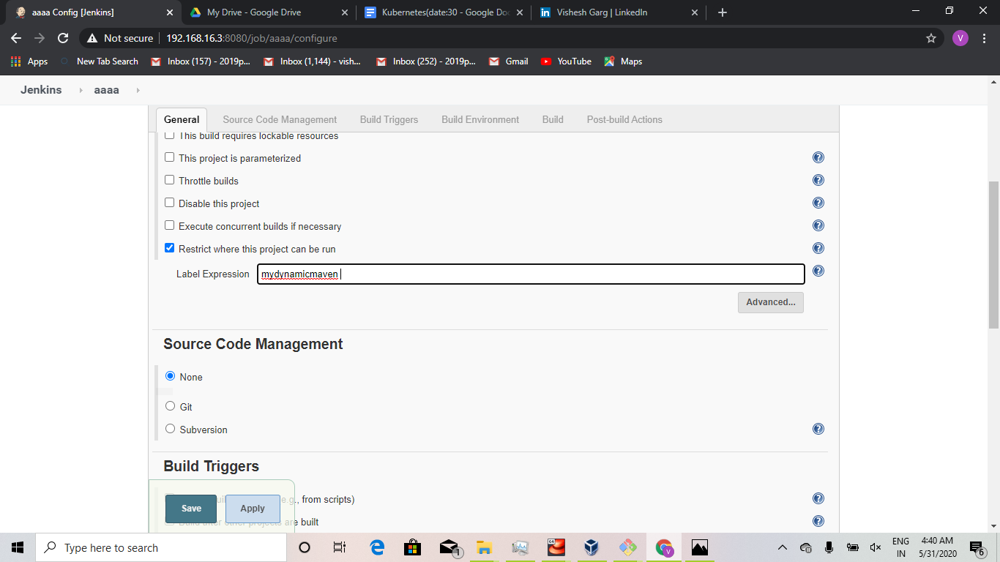 aaaa Config [Jenkins]
My Drive - Google Drive
Kubernetes(date:30 - Google Doc
Vishesh Garg | LinkedIn
Not secure
192.168.16.3:8080/job/aaaa/configure
V
Apps
New Tab Search
Inbox (157) - 2019p...
Inbox (1,144) - vish...
Inbox (252) - 2019p...
Gmail
YouTube
Maps
Jenkins
aaaa
General
Source Code Management
Build Triggers
Build Environment
Build
Post-build Actions
This build requires lockable resources
This project is parameterized
Throttle builds
Disable this project
Execute concurrent builds if necessary
Restrict where this project can be run
Label Expression
mydynamicmaven
Advanced...
Source Code Management
None
Git
Subversion
Build Triggers
e.g., from scripts)
Build after other projects are built
Save
Apply
Type here to search
1
V
ENG
IN
4:40 AM
5/31/2020
6